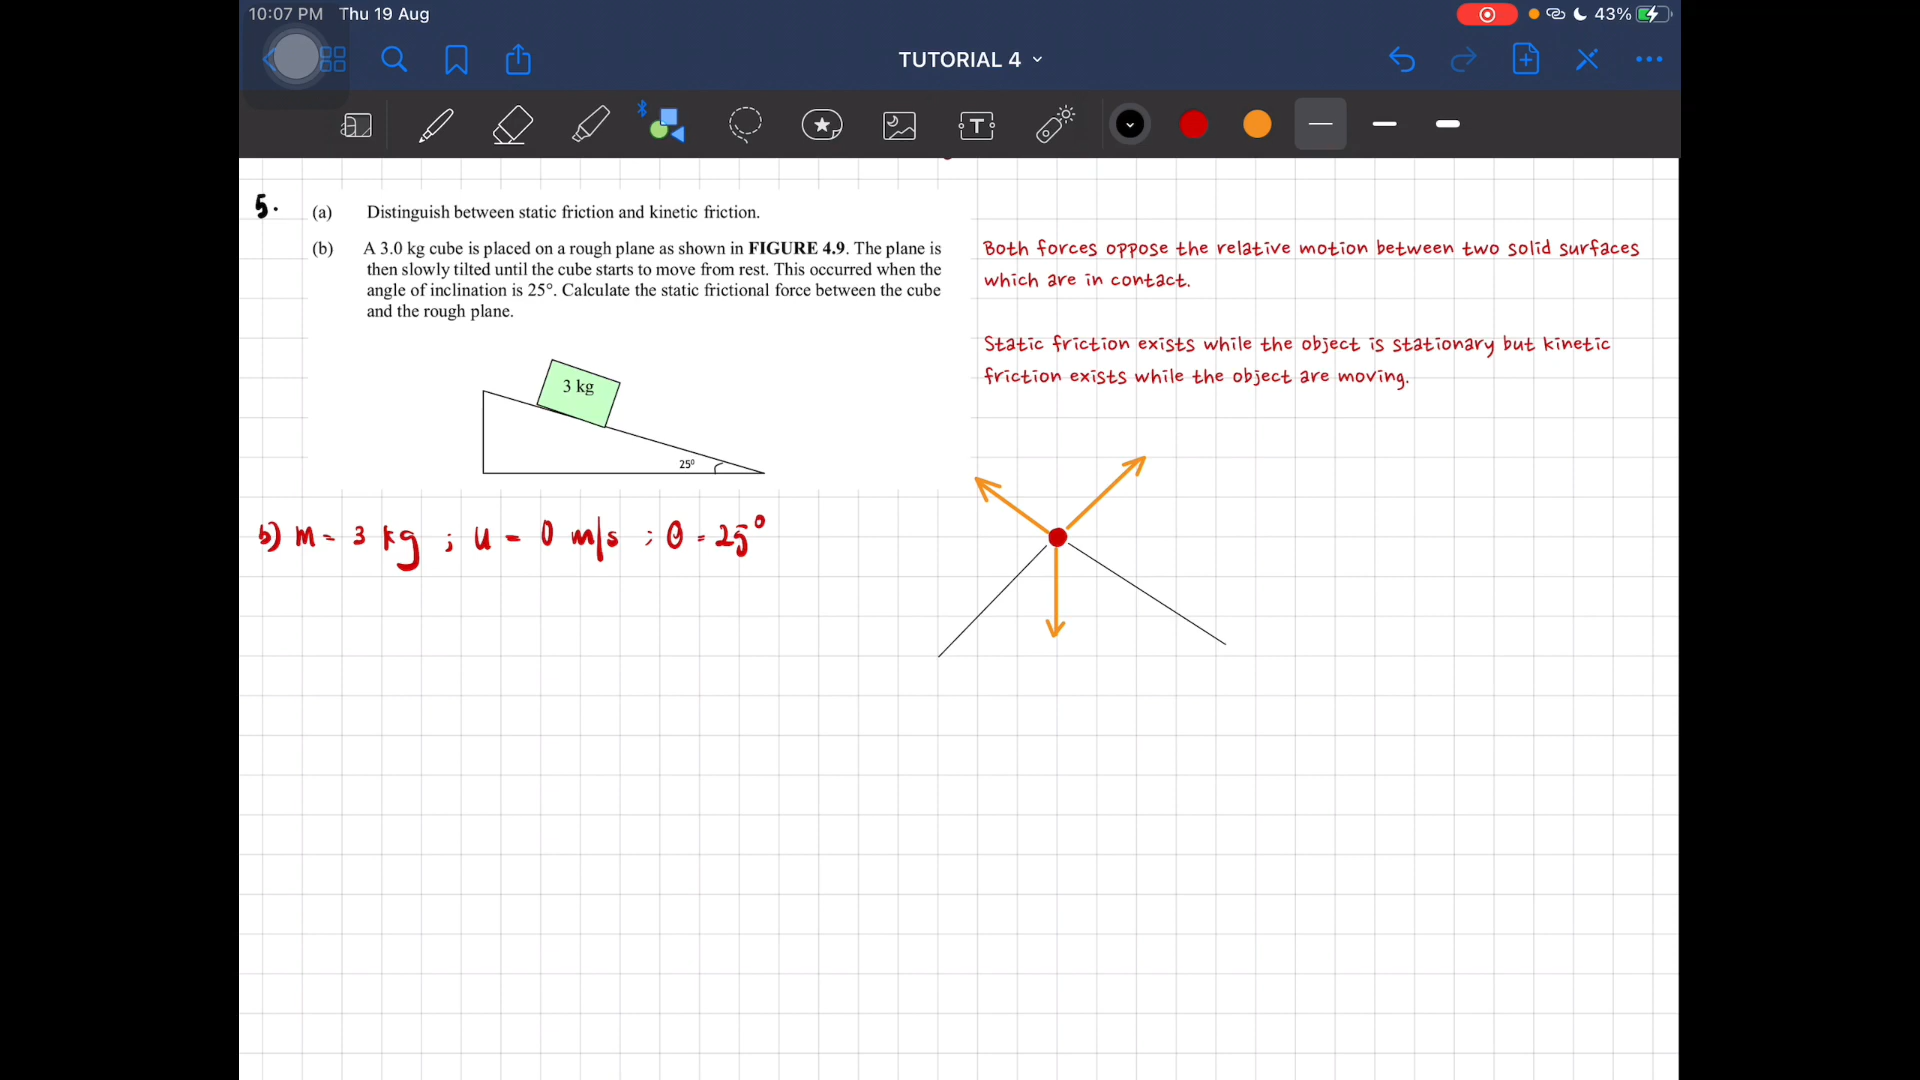 10:07 PM Thu 19 Aug
43%
TUTORIAL 4
T
5.
(a) Distinguish between static friction and kinetic friction.
(b) A 3.0 kg cube is placed on a rough plane as shown in FIGURE 4.9. The plane is
then slowly tilted until the cube starts to move from rest. This occurred when the
angle of inclination is 25°. Calculate the static frictional force between the cube
and the rough plane.
3 kg
25⁰
Both forces oppose the relative motion between two solid surfaces
which are in contact.
Static friction exists while the object is stationary but kinetic
friction exists while the object are moving.
b) m = 3 kg ; u = 0 m/s ; θ = 25°